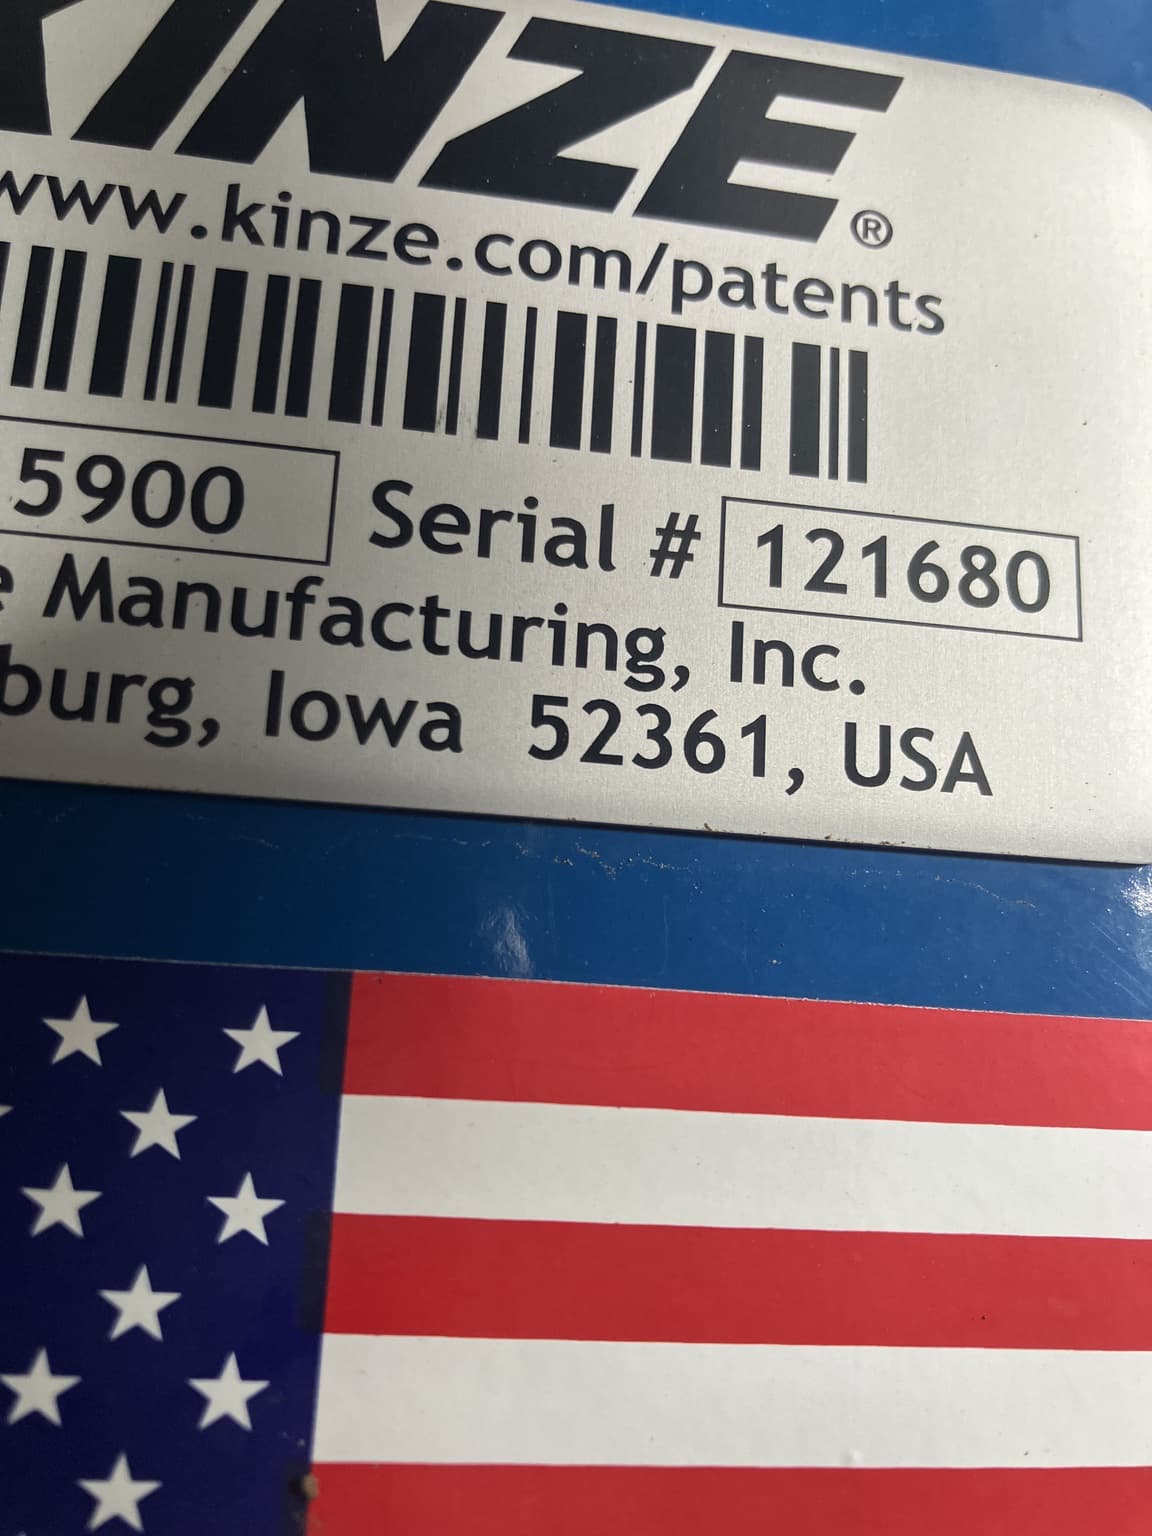 KINZE®
www.kinze.com/patents
5900 Serial # 121680
Manufacturing, Inc.
burg, Iowa 52361, USA